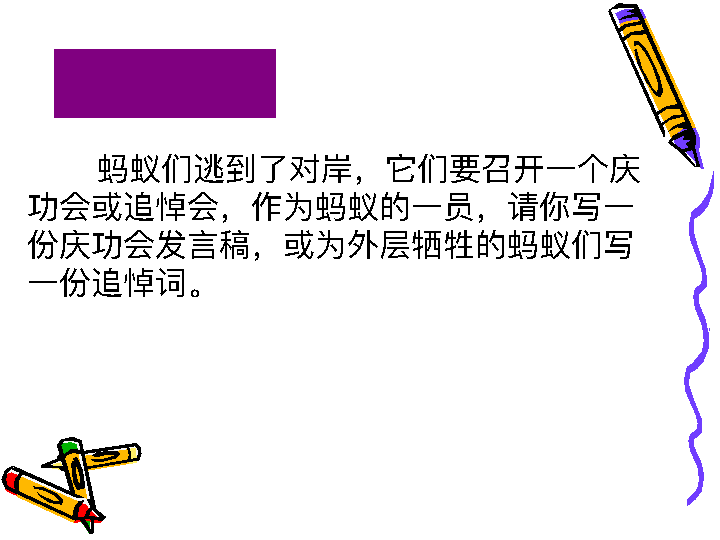 蚂蚁们逃到了对岸，它们要召开一个庆
功会或追悼会，作为蚂蚁的一员，请你写一
份庆功会发言稿，或为外层牺牲的蚂蚁们写
一份追悼词。